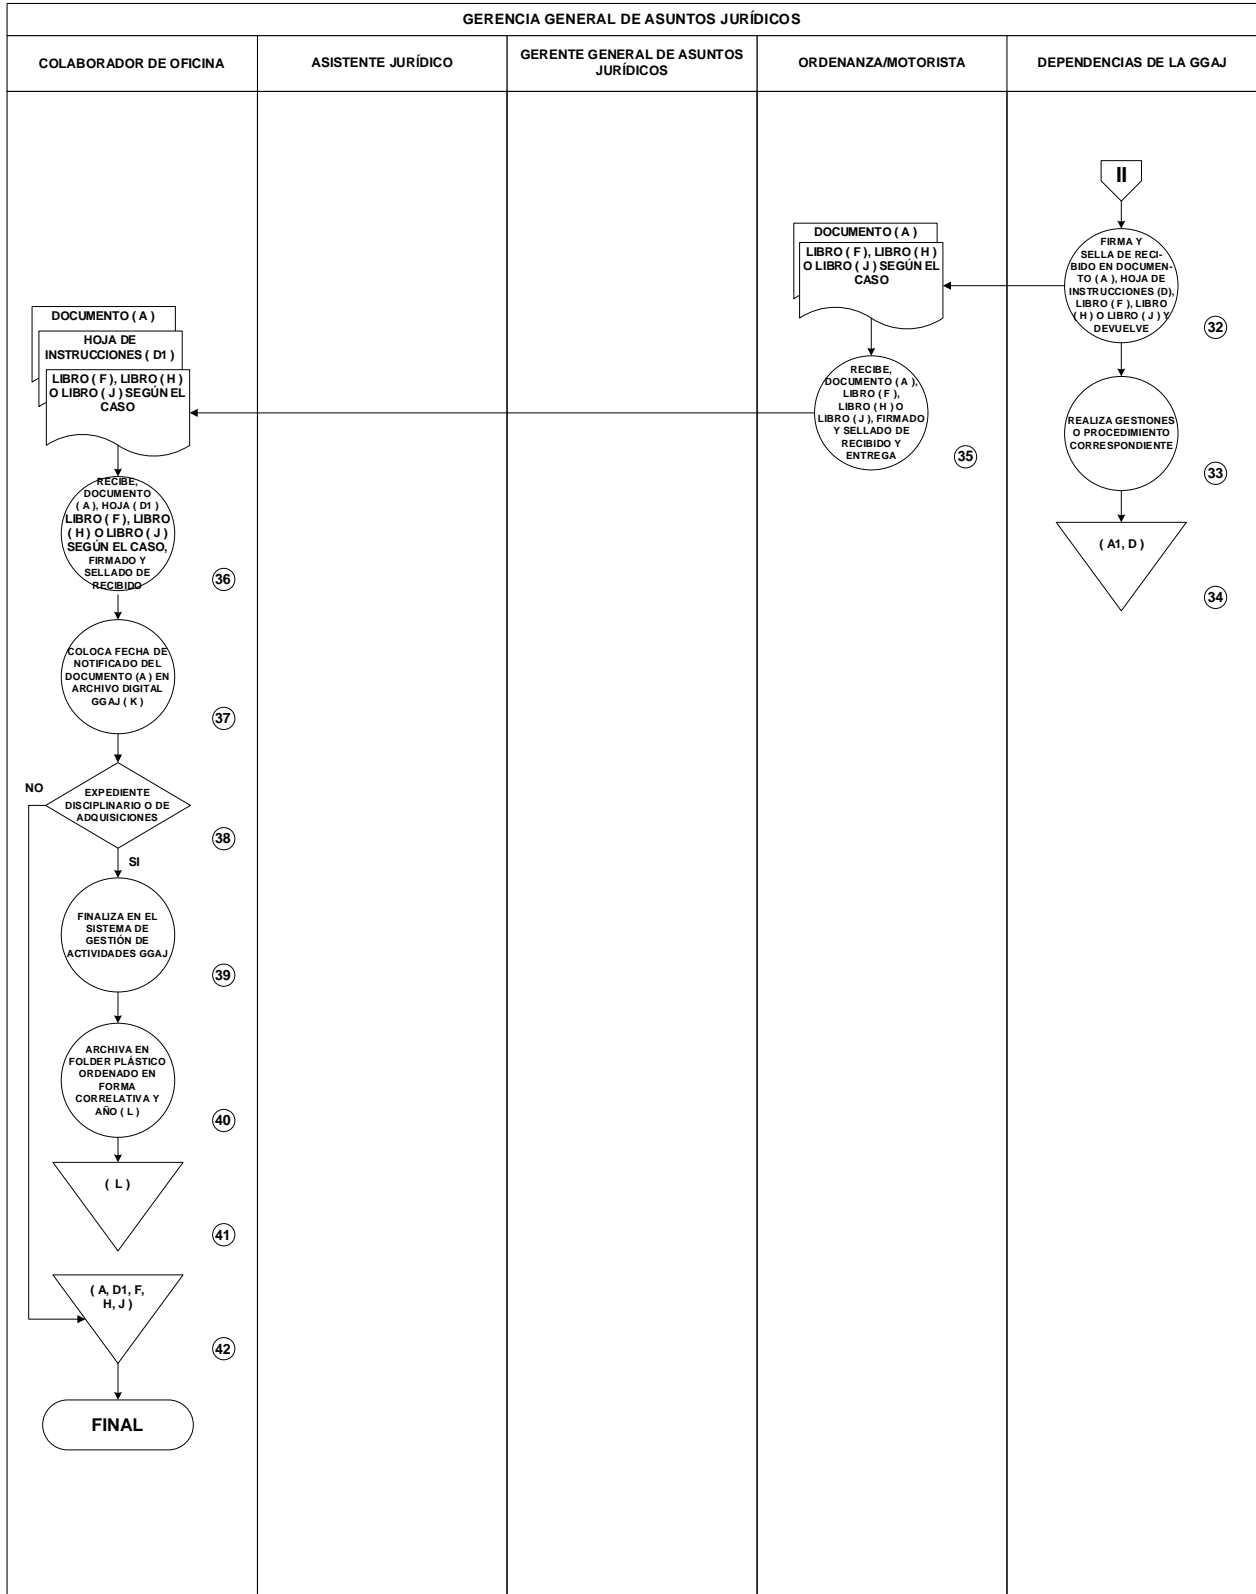 GERENCIA GENERAL DE ASUNTOS JURÍDICOS
COLABORADOR DE OFICINA
ASISTENTE JURÍDICO
GERENTE GENERAL DE ASUNTOS
JURÍDICOS
ORDENANZA/MOTORISTA
DEPENDENCIAS DE LA GGAJ
II
FIRMA Y
SELLA DE RECI-
BIDO EN DOCUMEN-
TO ( A ), HOJA DE
INSTRUCCIONES (D),
LIBRO ( F ), LIBRO
( H ) O LIBRO ( J ) Y
DEVUELVE
32
DOCUMENTO ( A )
LIBRO ( F ), LIBRO ( H )
O LIBRO ( J ) SEGÚN EL
CASO
REALIZA GESTIONES
O PROCEDIMIENTO
CORRESPONDIENTE
33
( A1, D )
34
RECIBE,
DOCUMENTO ( A ),
LIBRO ( F ),
LIBRO ( H ) O
LIBRO ( J ), FIRMADO
Y SELLADO DE
RECIBIDO Y
ENTREGA
35
DOCUMENTO ( A )
HOJA DE
INSTRUCCIONES ( D1 )
LIBRO ( F ), LIBRO ( H )
O LIBRO ( J ) SEGÚN EL
CASO
RECIBE,
DOCUMENTO
( A ), HOJA ( D1 )
LIBRO ( F ), LIBRO
( H ) O LIBRO ( J )
SEGÚN EL CASO,
FIRMADO Y
SELLADO DE
RECIBIDO
36
COLOCA FECHA DE
NOTIFICADO DEL
DOCUMENTO (A ) EN
ARCHIVO DIGITAL
GGAJ ( K )
37
NO
EXPEDIENTE
DISCIPLINARIO O DE
ADQUISICIONES
38
SI
FINALIZA EN EL
SISTEMA DE
GESTIÓN DE
ACTIVIDADES GGAJ
39
ARCHIVA EN
FOLDER PLÁSTICO
ORDENADO EN
FORMA
CORRELATIVA Y
AÑO ( L )
40
( L )
41
( A, D1, F,
H, J )
42
FINAL